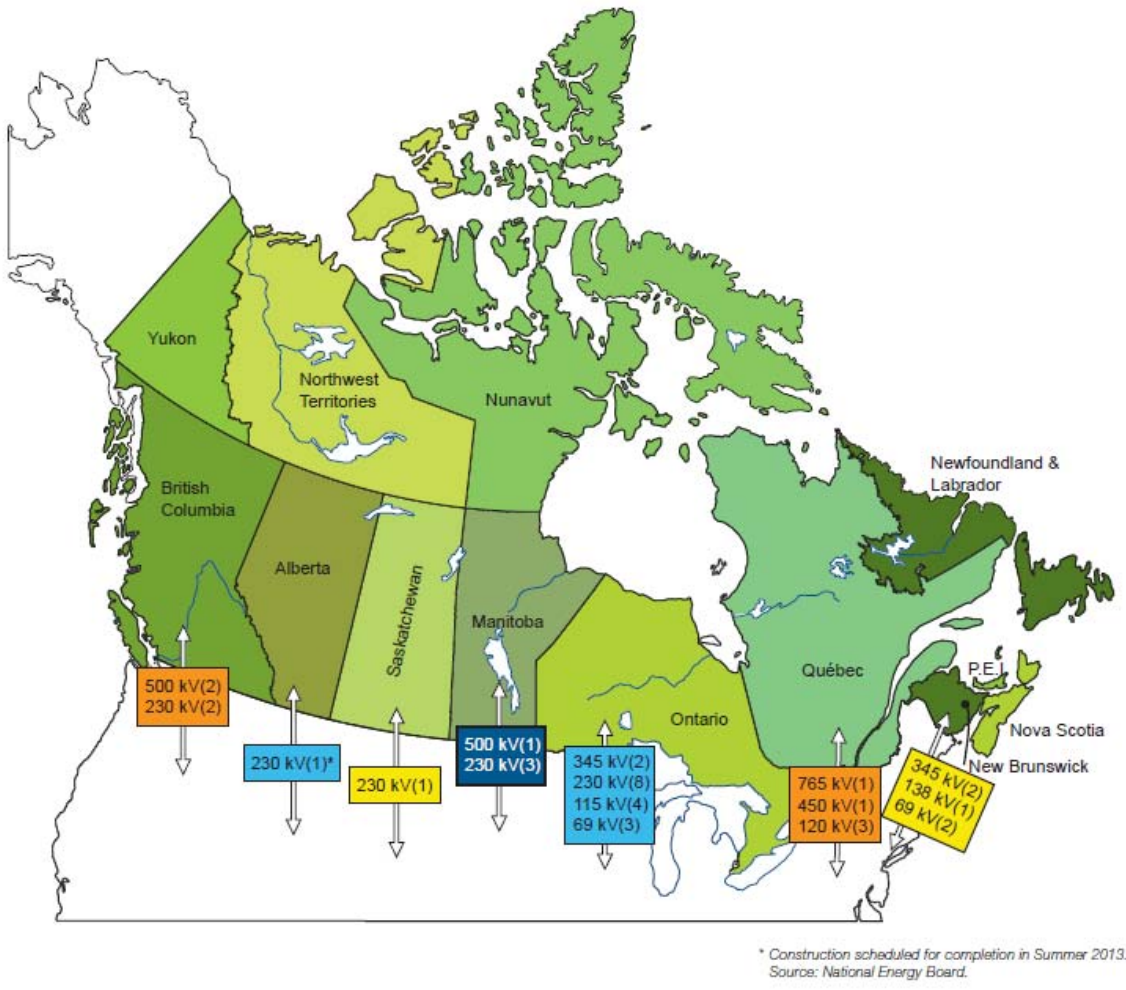 Yukon
Northwest
Territories
Nunavut
Newfoundland &
Labrador
British
Columbia
Alberta
Saskatchewan
Manitoba
Ontario
Québec
P.E.I.
Nova Scotia
New Brunswick
500 kV(2)
230 kV(2)
230 kV(1)*
230 kV(1)
500 kV(1)
230 kV(3)
345 kV(2)
230 kV(8)
115 kV(4)
69 kV(3)
765 kV(1)
450 kV(1)
120 kV(3)
345 kV(2)
138 kV(1)
69 kV(2)
* Construction scheduled for completion in Summer 2013.
Source: National Energy Board.